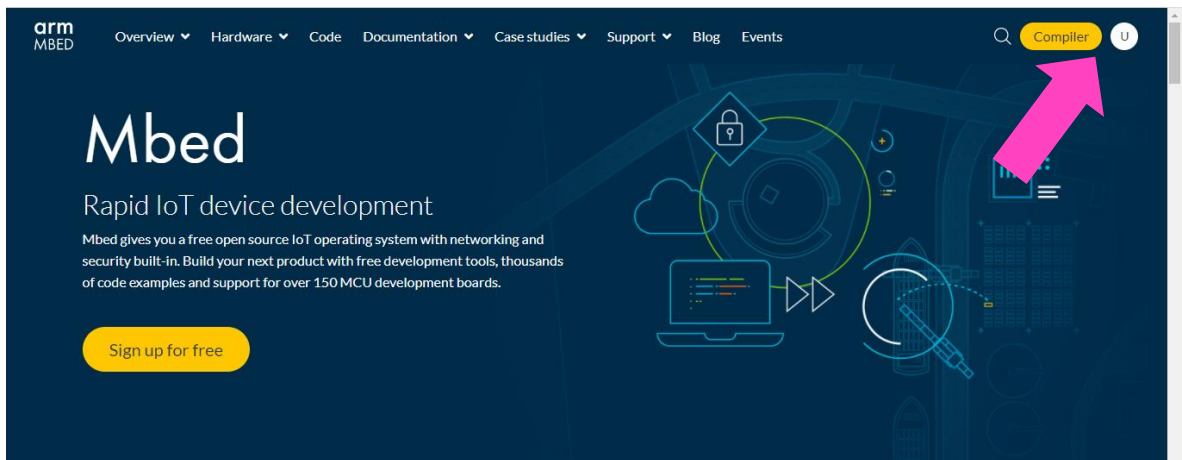 arm
MBED
Overview Hardware Code Documentation Case studies Support Blog Events Compiler U
Mbed
Rapid IoT device development
Mbed gives you a free open source IoT operating system with networking and
security built-in. Build your next product with free development tools, thousands
of code examples and support for over 150 MCU development boards.
Sign up for free